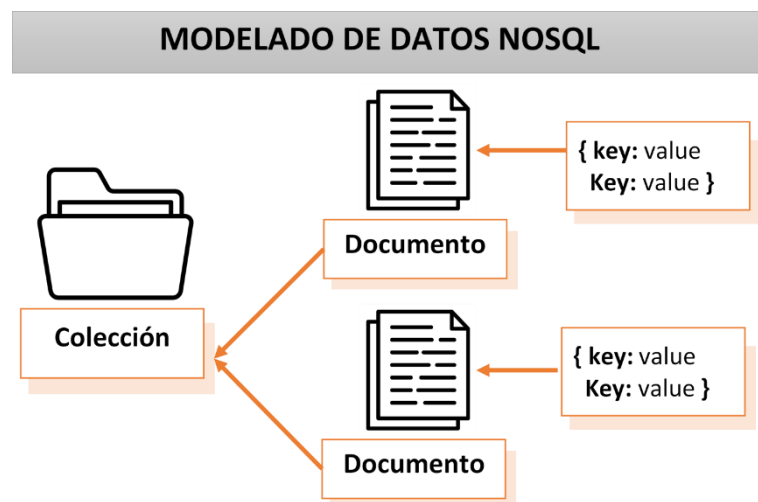 MODELADO DE DATOS NOSQL
{ key: value
Key: value }
Documento
Colección
{ key: value
Key: value }
Documento